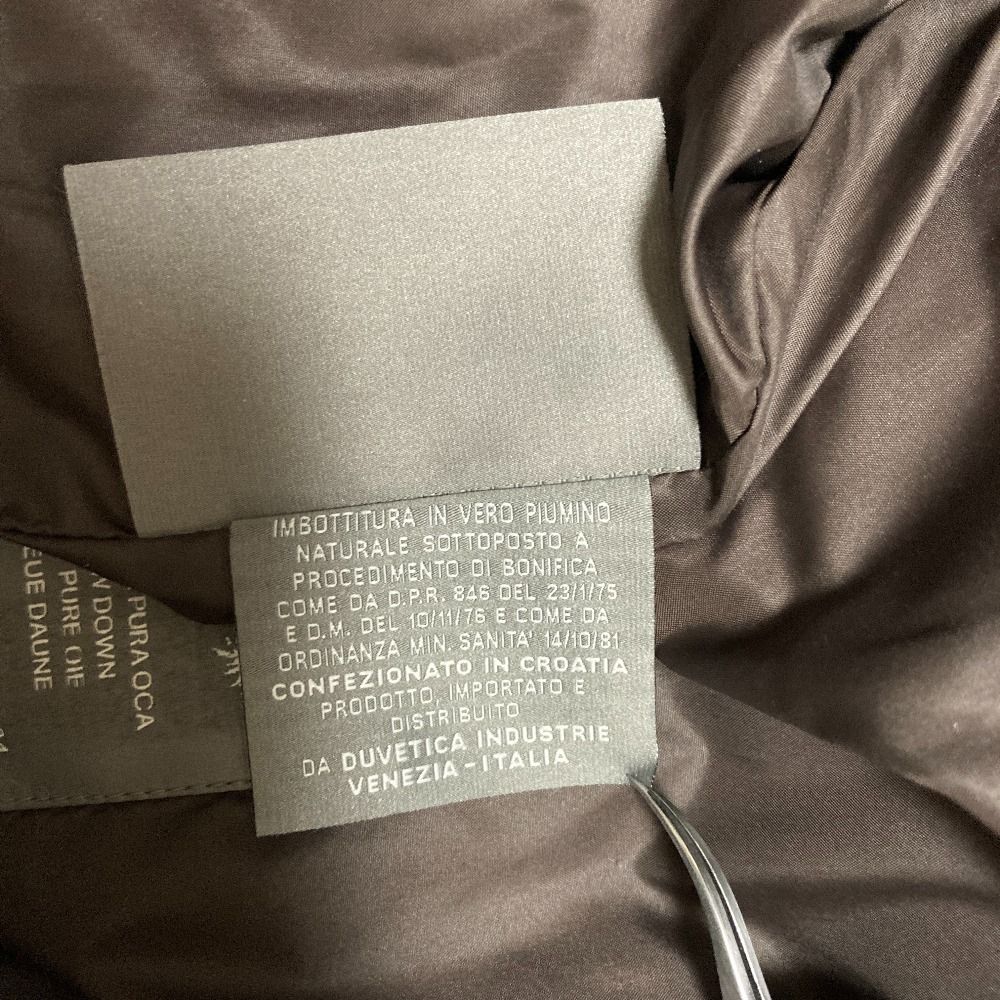 IMBOTTITURA IN VERO PIUMINO
NATURALE SOTTOPOSTO A
PROCEDIMENTO DI BONIFICA
COME DA D.P.R. 846 DEL 23/1/75
E D.M. DEL 10/11/76 E COME DA
ORDINANZA MIN. SANITA' 14/10/81
CONFEZIONATO IN CROATIA
PRODOTTO, IMPORTATO E
DISTRIBUITO
DA DUVETICA INDUSTRIE
VENEZIA-ITALIA
PURA OCA
DOWN
PURE OIE
DAUNE